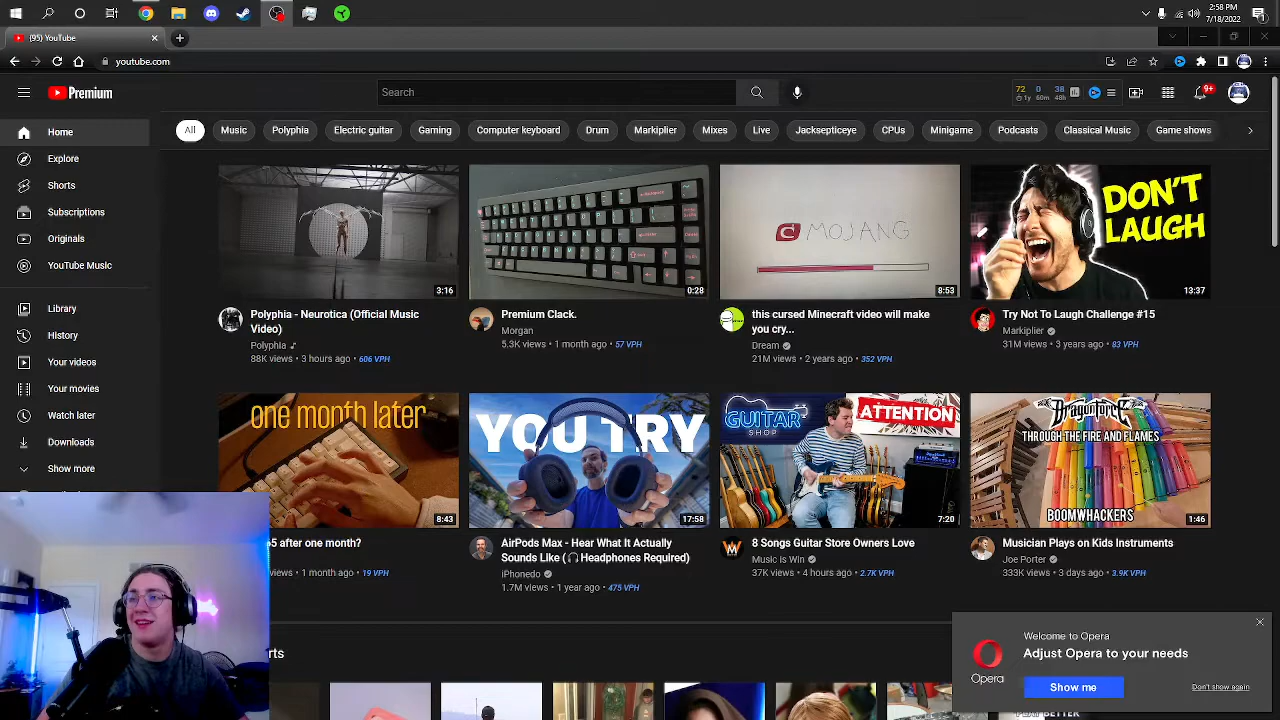 2:58 PM
7/18/2022
(95) YouTube
youtube.com
Premium
Search
72 0 38
1y 60m 48h
9+
All
Music
Polyphia
Electric guitar
Gaming
Computer keyboard
Drum
Markiplier
Mixes
Live
Jacksepticeye
CPUs
Minigame
Podcasts
Classical Music
Game shows
Home
Explore
Shorts
Subscriptions
Originals
YouTube Music
Library
History
Your videos
Your movies
Watch later
Downloads
Show more
3:16
Polyphia - Neurotica (Official Music
Video)
Polyphia
88K views • 3 hours ago • 606 VPH
0:28
Premium Clack.
Morgan
5.3K views • 1 month ago • 57 VPH
MOJANG
8:53
this cursed Minecraft video will make
you cry...
Dream
21M views • 2 years ago • 352 VPH
DON'T
LAUGH
13:37
Try Not To Laugh Challenge #15
Markiplier
31M views • 3 years ago • 83 VPH
one month later
8:43
5 after one month?
views • 1 month ago • 19 VPH
YOU TRY
17:58
AirPods Max - Hear What It Actually
Sounds Like (🎧Headphones Required)
iPhonedo
1.7M views • 1 year ago • 475 VPH
GUITAR
SHOP
ATTENTION
7:20
8 Songs Guitar Store Owners Love
Music is Win
37K views • 4 hours ago • 2.7K VPH
DragonForce
THROUGH THE FIRE AND FLAMES
BOOMWHACKERS
1:46
Musician Plays on Kids Instruments
Joe Porter
333K views • 3 days ago • 3.9K VPH
rts
Welcome to Opera
Adjust Opera to your needs
Opera
Show me
Don't show again